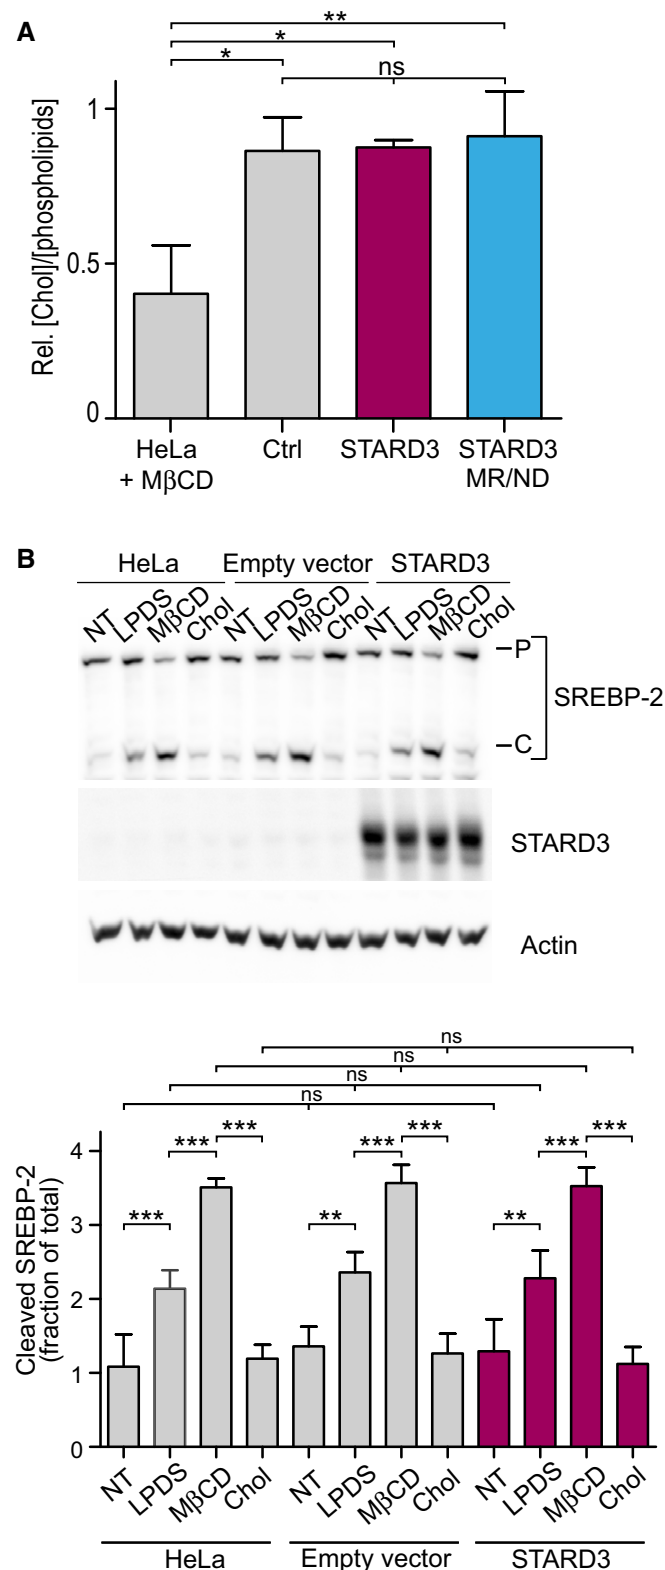 A
**
*
*
ns
Rel. [Chol]/[phospholipids]
1
0.5
0
HeLa
+ MβCD
Ctrl
STARD3
STARD3
MR/ND
B
HeLa Empty vector STARD3
NT LPDS MβCD Chol NT LPDS MβCD Chol NT LPDS MβCD Chol
P
SREBP-2
C
STARD3
Actin
ns
ns
ns
ns
*** *** *** *** *** ***
*** ** **
Cleaved SREBP-2
(fraction of total)
4
3
2
1
0
NT LPDS MβCD Chol NT LPDS MβCD Chol NT LPDS MβCD Chol
HeLa Empty vector STARD3